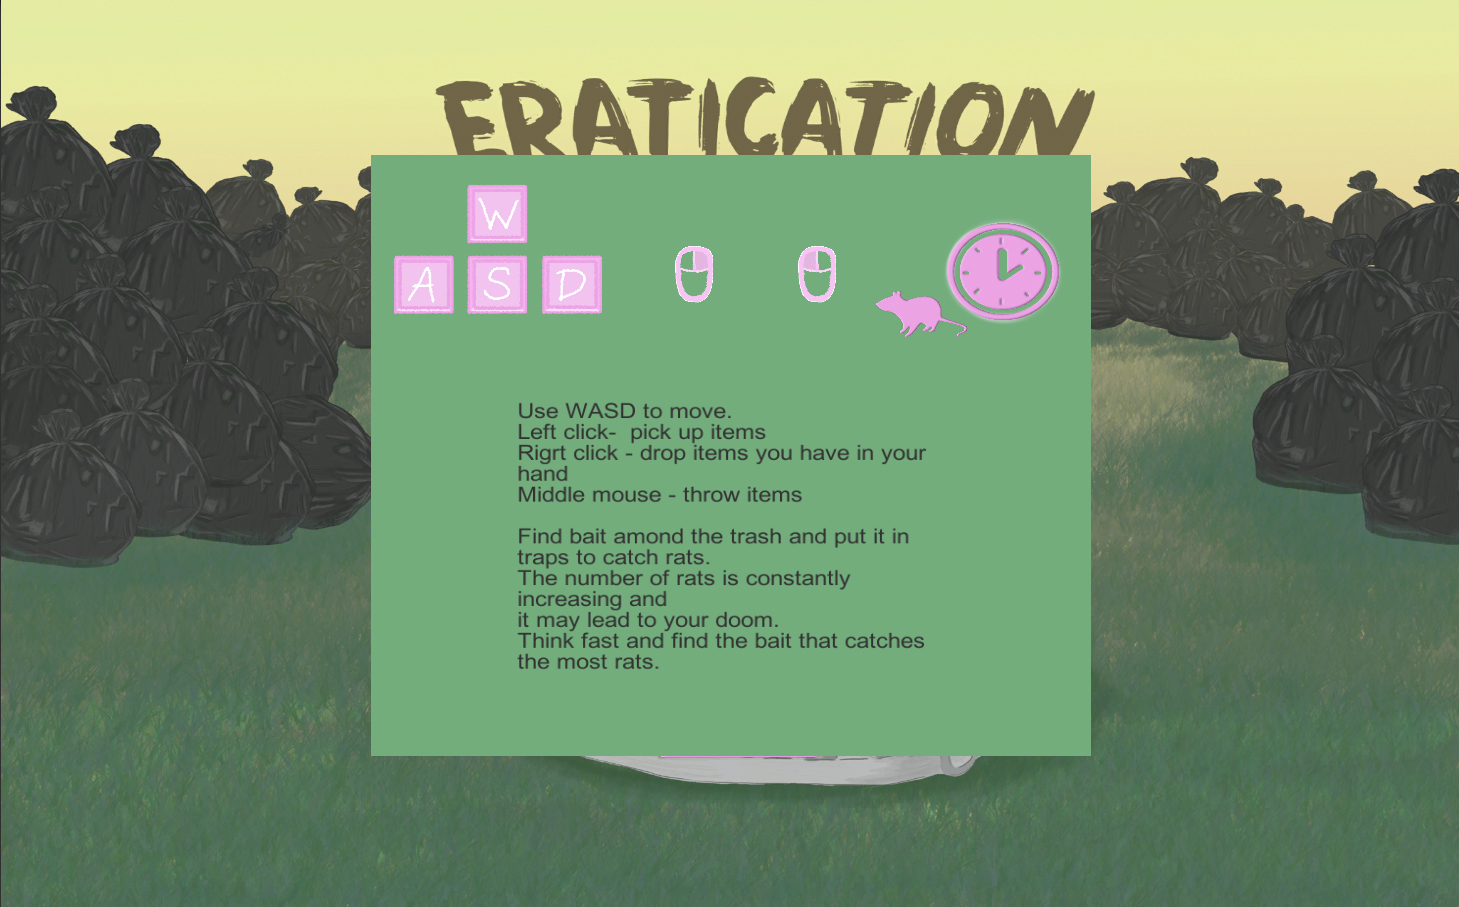 ERATICATION
W
A S D
Use WASD to move.
Left click-  pick up items
Rigrt click - drop items you have in your
hand
Middle mouse - throw items
Find bait amond the trash and put it in
traps to catch rats.
The number of rats is constantly
increasing and
it may lead to your doom.
Think fast and find the bait that catches
the most rats.